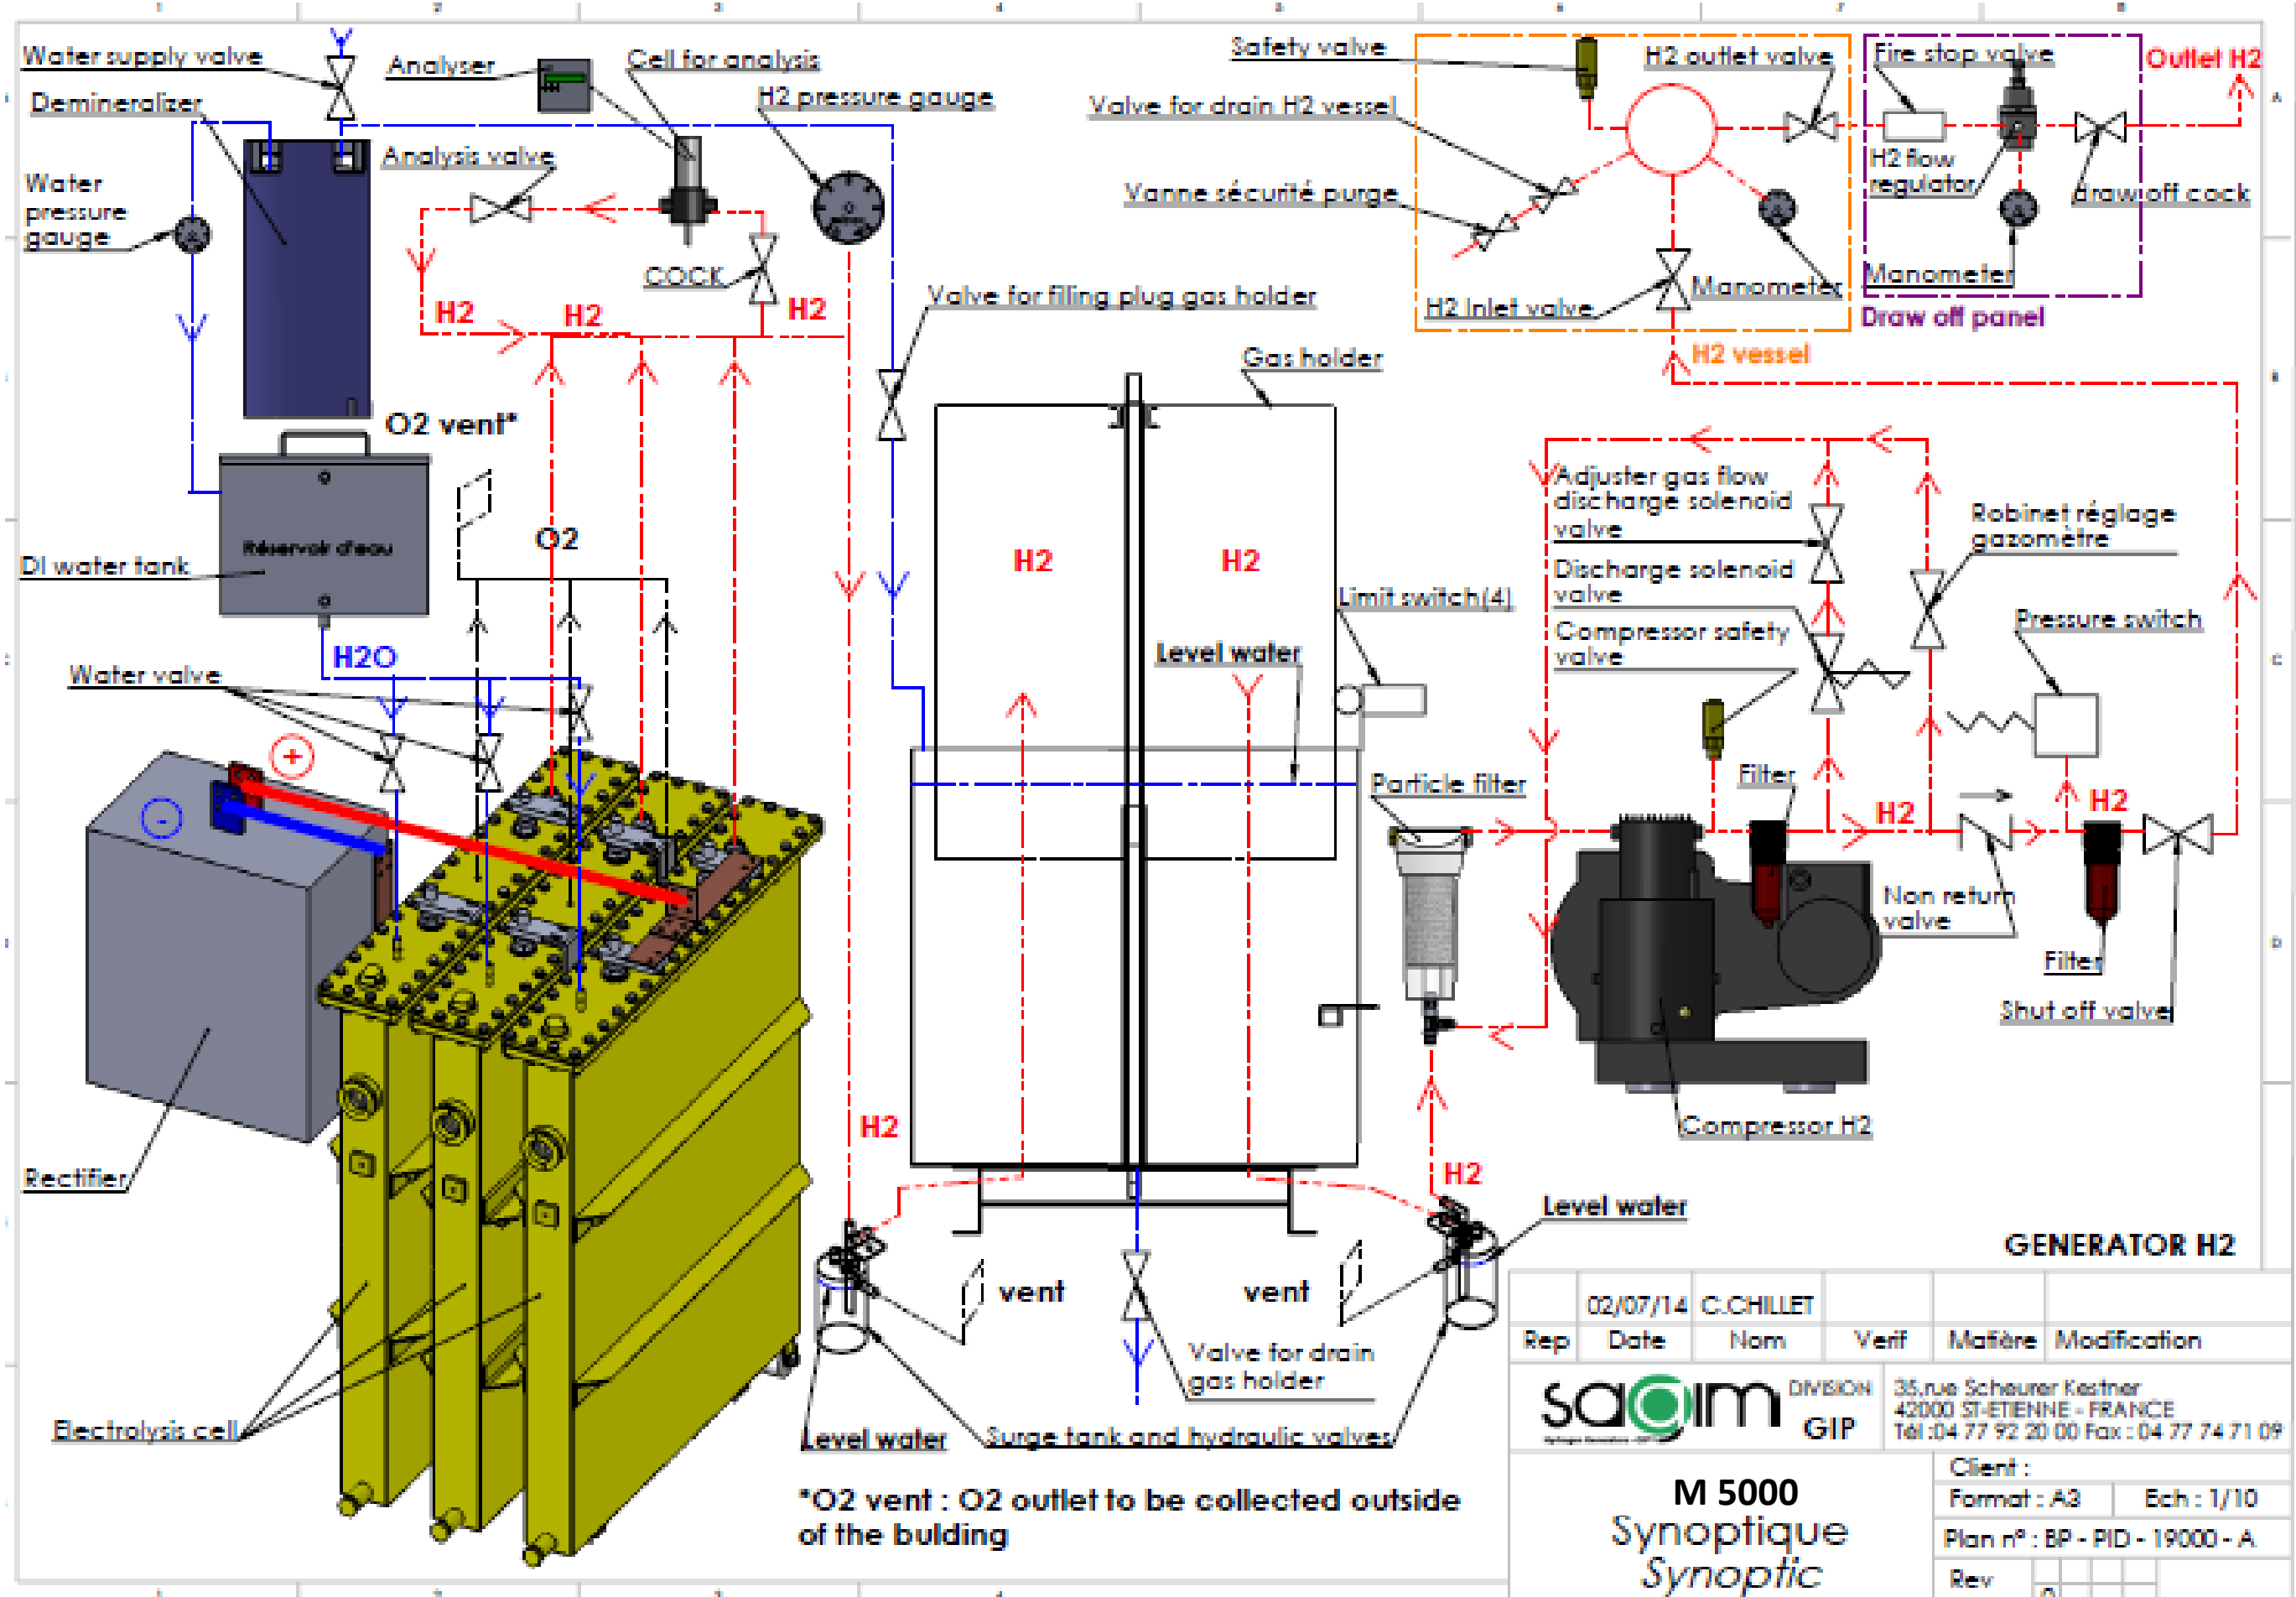 Water supply valve
Analyser
Cell for analysis
Safety valve
H2 outlet valve
Fire stop valve
Outlet H2
Demineralizer
H2 pressure gauge
Valve for drain H2 vessel
Analysis valve
H2 flow
regulator
Water
pressure
gauge
Vanne sécurité purge
draw off cock
COCK
Manometer
Manometer
H2
H2
H2
Valve for filing plug gas holder
H2 Inlet valve
Draw off panel
H2 vessel
Gas holder
O2 vent*
Adjuster gas flow
discharge solenoid
valve
Robinet réglage
gazomètre
O2
Réservoir d'eau
DI water tank
H2
H2
Discharge solenoid
valve
Limit switch(4)
Pressure switch
Compressor safety
valve
H2O
Level water
Water valve
+
-
Particle filter
Filter
H2
H2
Non return
valve
Filter
Shut off valve
Compressor H2
H2
H2
Rectifier
Level water
GENERATOR H2
vent
vent
Valve for drain
gas holder
Electrolysis cell
Level water
Surge tank and hydraulic valves
*O2 vent : O2 outlet to be collected outside
of the bulding
02/07/14 C.CHILLET
Rep Date Nom Verif Matière Modification
sagim DIVISION
GIP
35,rue Scheurer Kestner
42000 ST-ETIENNE - FRANCE
Tél :04 77 92 20 00 Fax : 04 77 74 71 09
Client :
M 5000
Synoptique
Synoptic
Format : A3 Ech : 1/10
Plan n° : BP - PID - 19000 - A
Rev